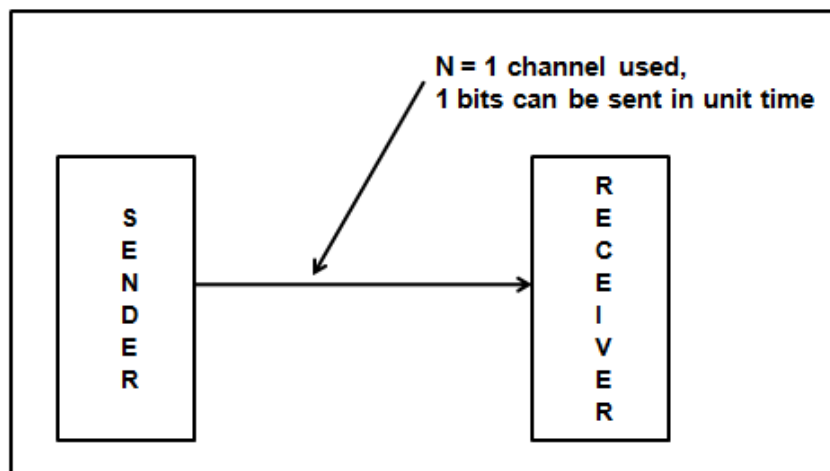 N = 1 channel used,
1 bits can be sent in unit time
S
E
N
D
E
R
R
E
C
E
I
V
E
R